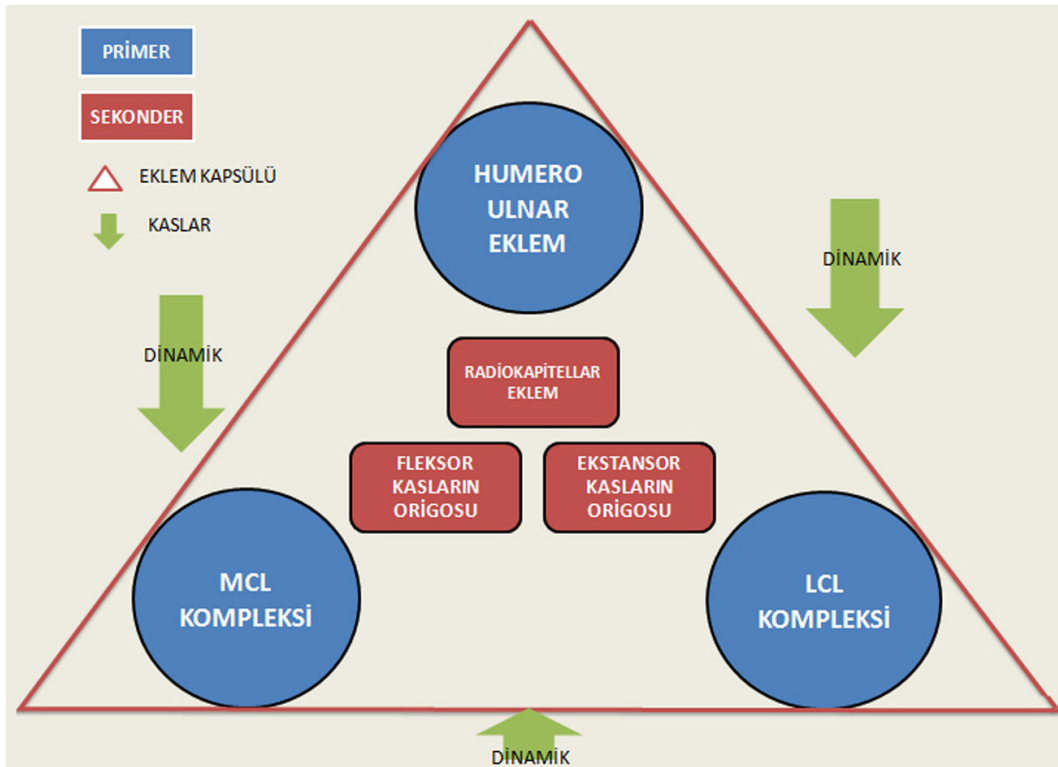 PRİMER
SEKONDER
EKLEM KAPSÜLÜ
KASLAR
HUMERO
ULNAR
EKLEM
DİNAMİK
DİNAMİK
RADİOKAPİTELLAR
EKLEM
FLEKSOR
KASLARIN
ORİGOSU
EKSTANSOR
KASLARIN
ORİGOSU
MCL
KOMPLEKSİ
LCL
KOMPLEKSİ
DİNAMİK